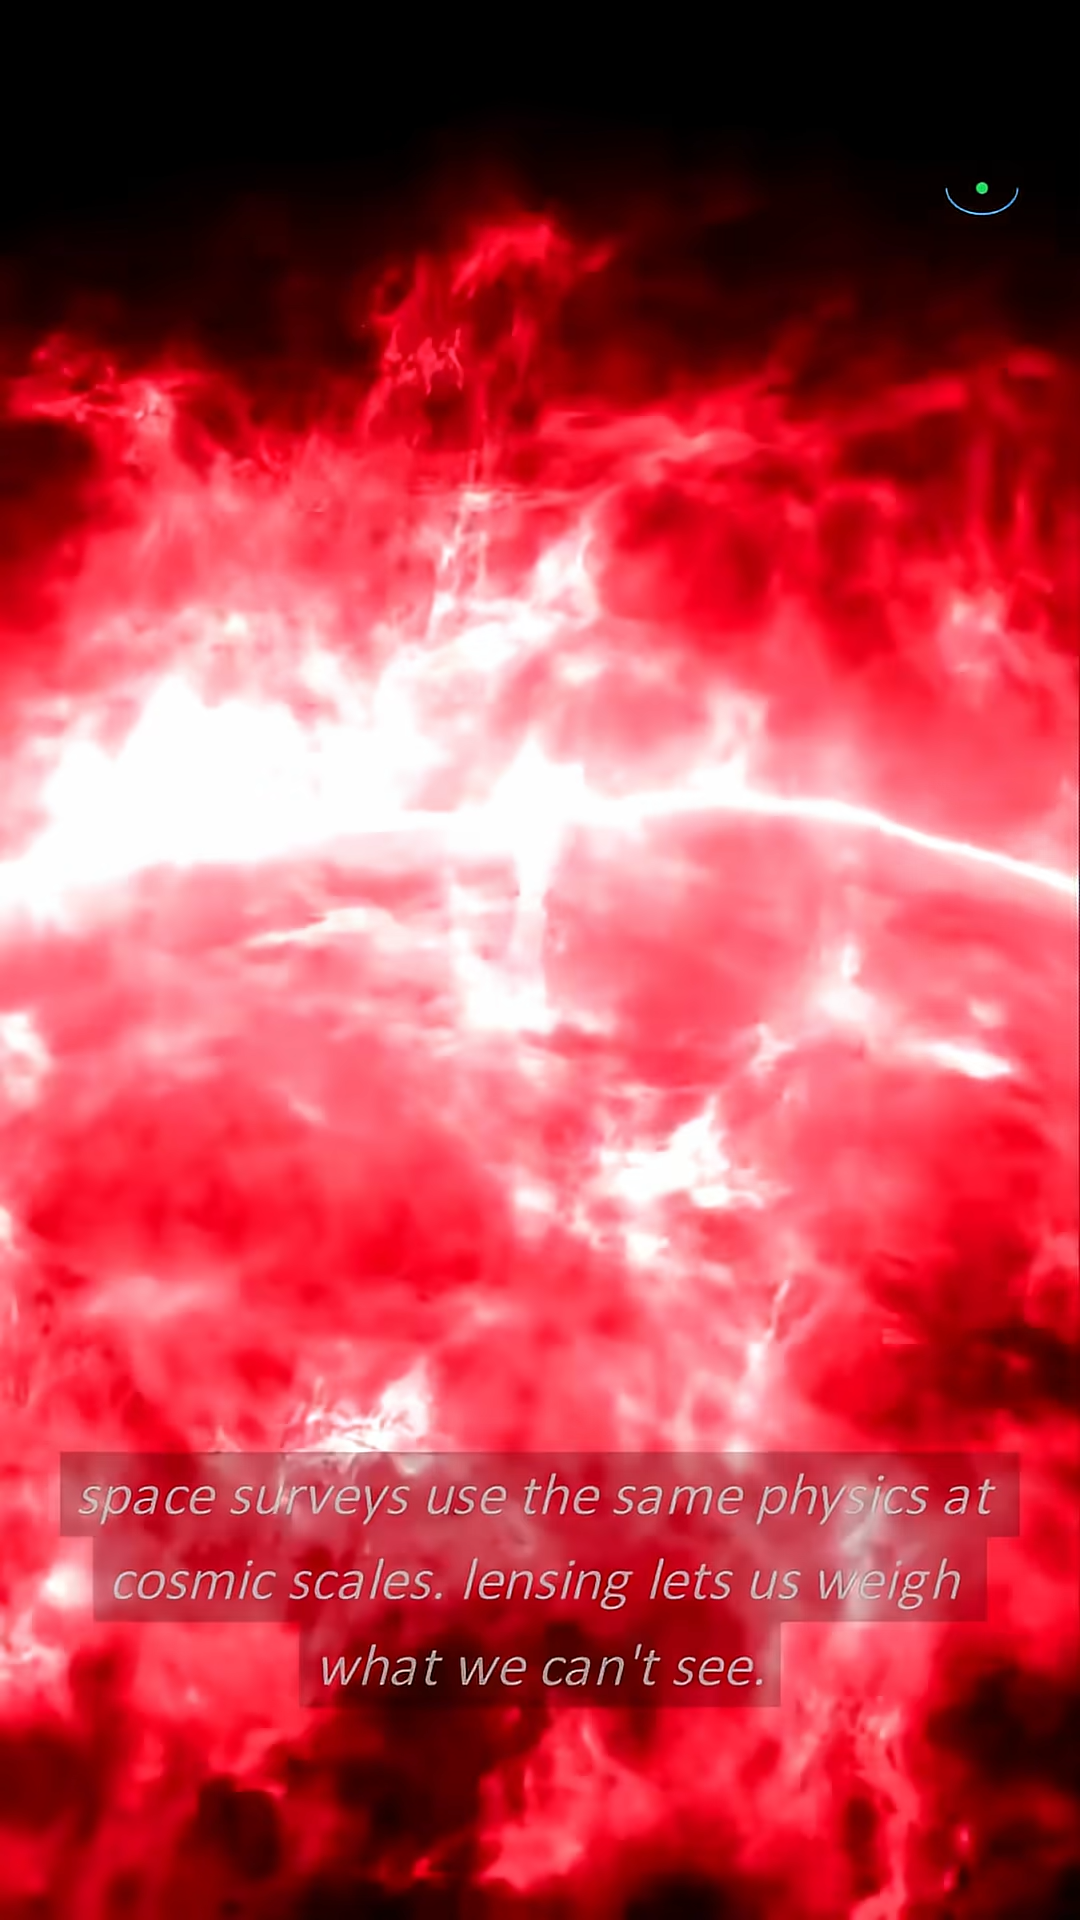 space surveys use the same physics at
cosmic scales. lensing lets us weigh
what we can't see.